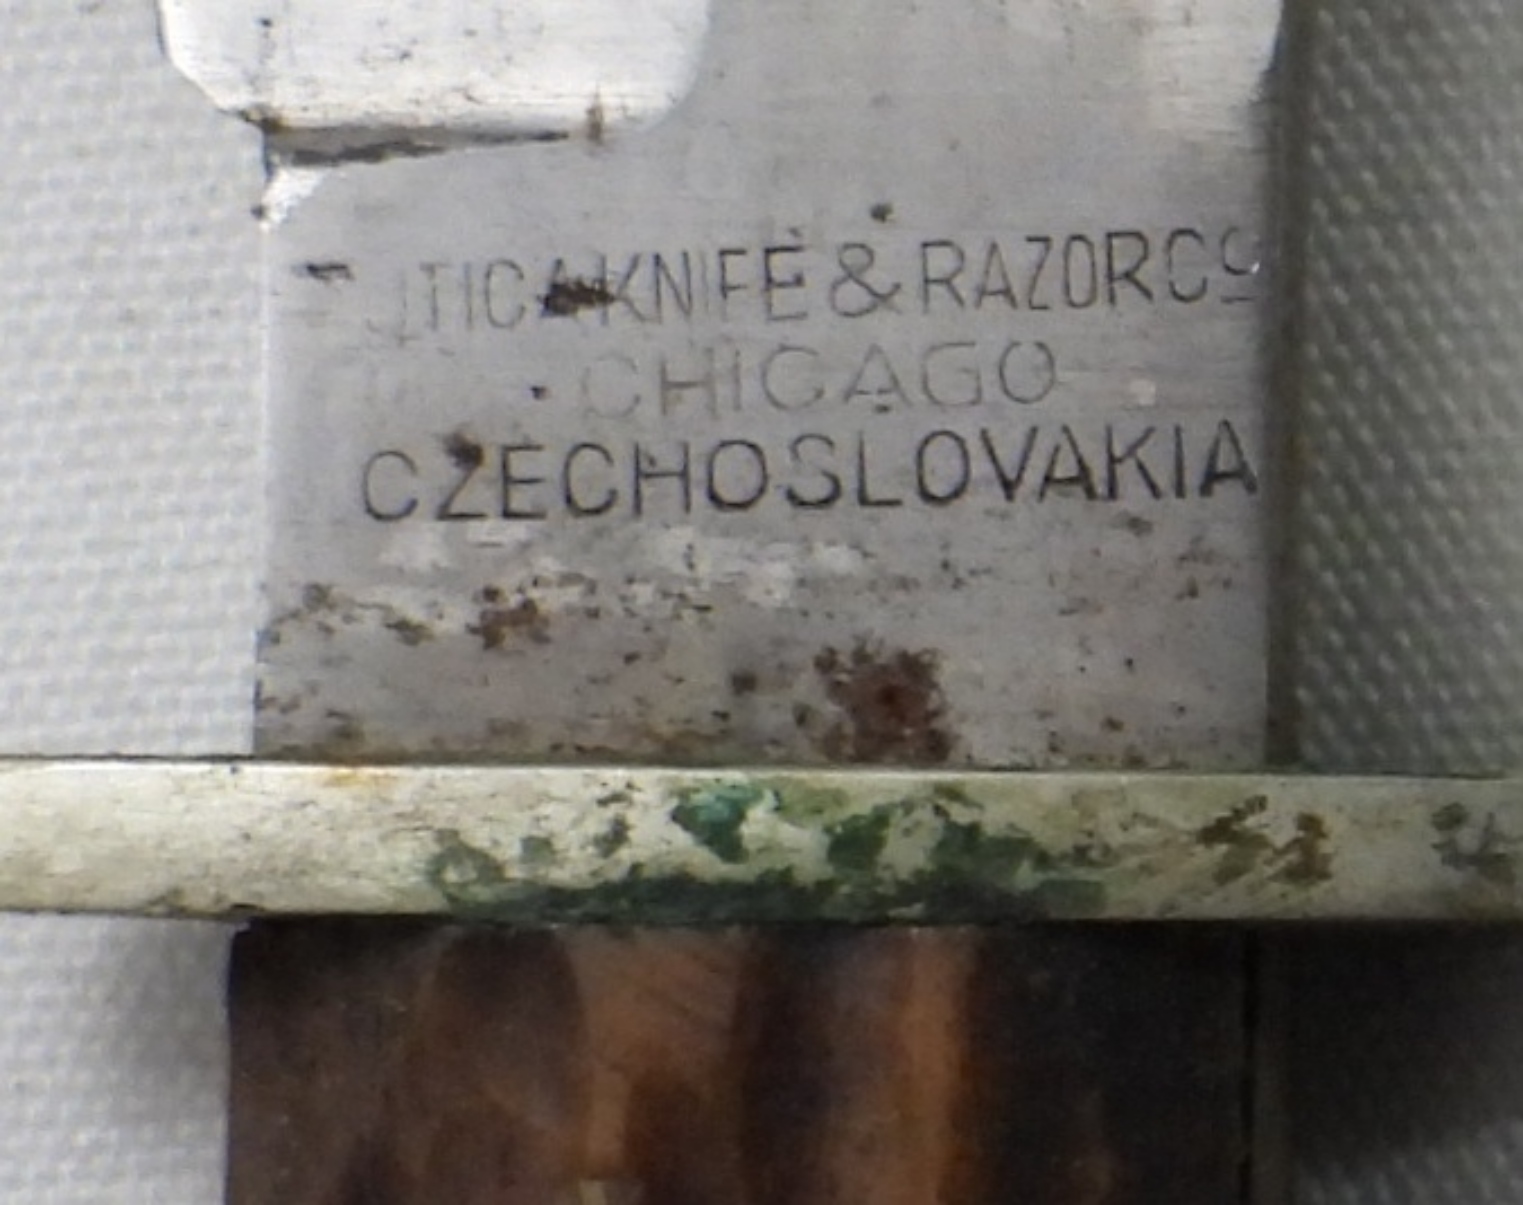 UTICA KNIFE & RAZOR Co
CHICAGO
CZECHOSLOVAKIA